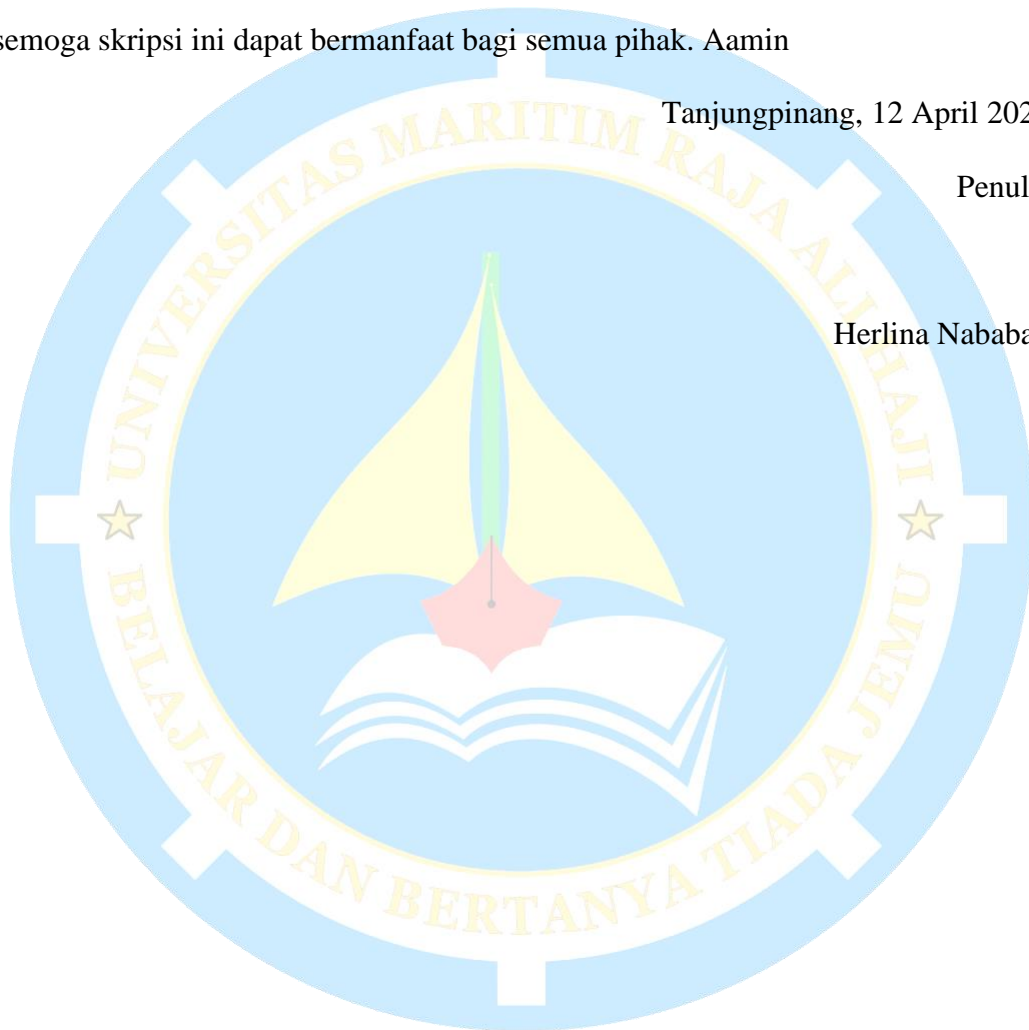 semoga skripsi ini dapat bermanfaat bagi semua pihak. Aamin
Tanjungpinang, 12 April 202
Penul
Herlina Nababa
UNIVERSITAS MARITIM RAJA ALI HAJI
BELAJAR DAN BERTANYA TIADA JEMU